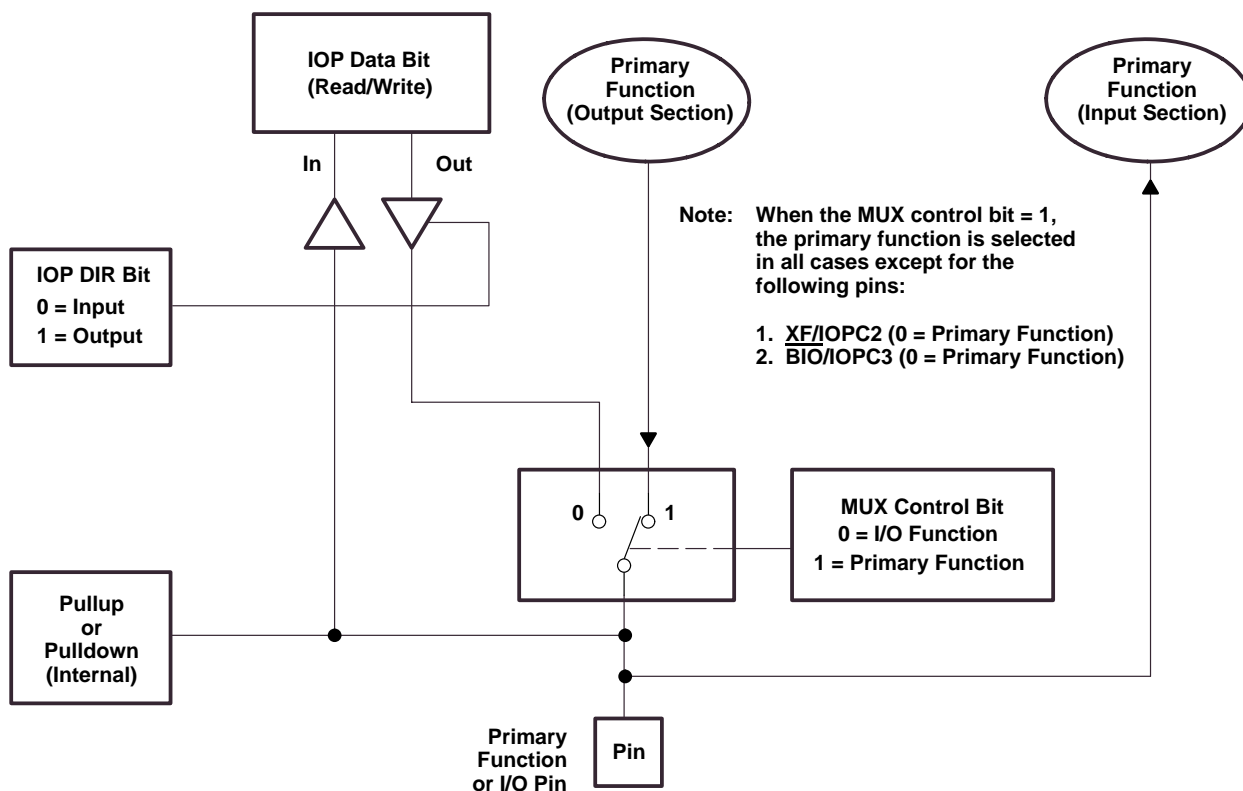 IOP Data Bit
(Read/Write)
Primary
Function
(Output Section)
Primary
Function
(Input Section)
In
Out
Note: When the MUX control bit = 1,
the primary function is selected
in all cases except for the
following pins:
1. XF/IOPC2 (0 = Primary Function)
2. BIO/IOPC3 (0 = Primary Function)
IOP DIR Bit
0 = Input
1 = Output
0
1
MUX Control Bit
0 = I/O Function
1 = Primary Function
Pullup
or
Pulldown
(Internal)
Primary
Function
or I/O Pin
Pin